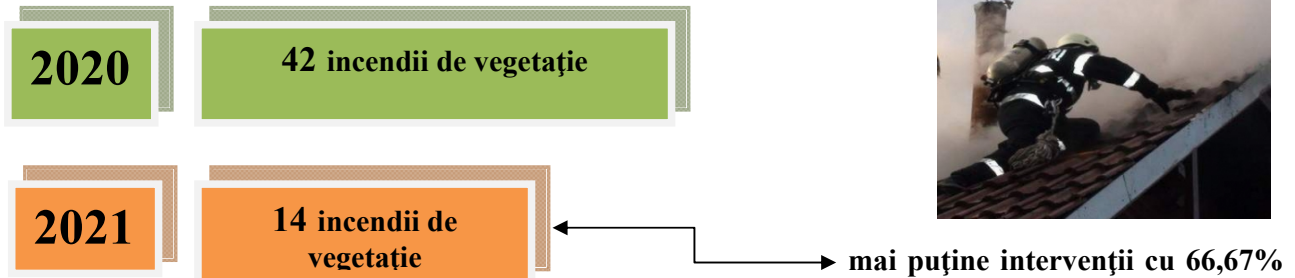 2020
42 incendii de vegetaţie
2021
14 incendii de
vegetaţie
mai puţine intervenţii cu 66,67%